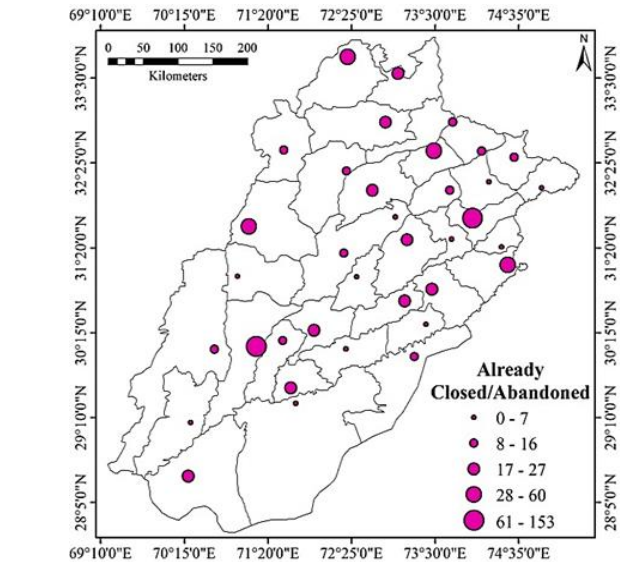 69°10'0"E 70°15'0"E 71°20'0"E 72°25'0"E 73°30'0"E 74°35'0"E
N
0 50 100 150 200
Kilometers
33°30'0"N
33°30'0"N
32°25'0"N
32°25'0"N
31°20'0"N
31°20'0"N
30°15'0"N
30°15'0"N
29°10'0"N
29°10'0"N
28°5'0"N
28°5'0"N
Already
Closed/Abandoned
0 - 7
8 - 16
17 - 27
28 - 60
61 - 153
69°10'0"E 70°15'0"E 71°20'0"E 72°25'0"E 73°30'0"E 74°35'0"E